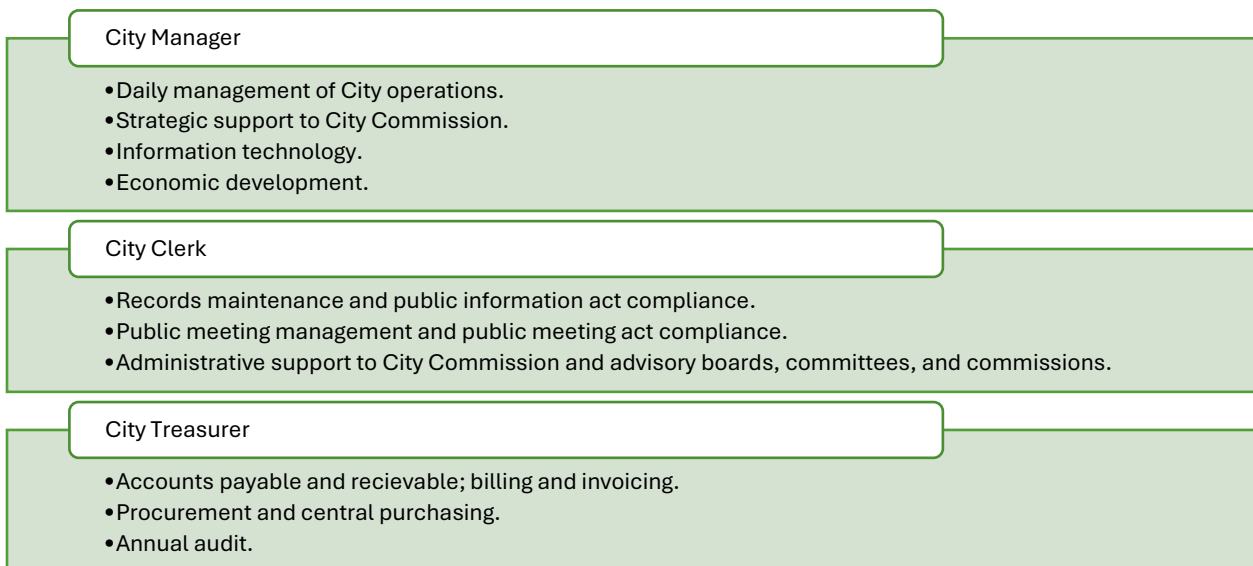 City Manager
•Daily management of City operations.
•Strategic support to City Commission.
•Information technology.
•Economic development.
City Clerk
•Records maintenance and public information act compliance.
•Public meeting management and public meeting act compliance.
•Administrative support to City Commission and advisory boards, committees, and commissions.
City Treasurer
•Accounts payable and recievable; billing and invoicing.
•Procurement and central purchasing.
•Annual audit.